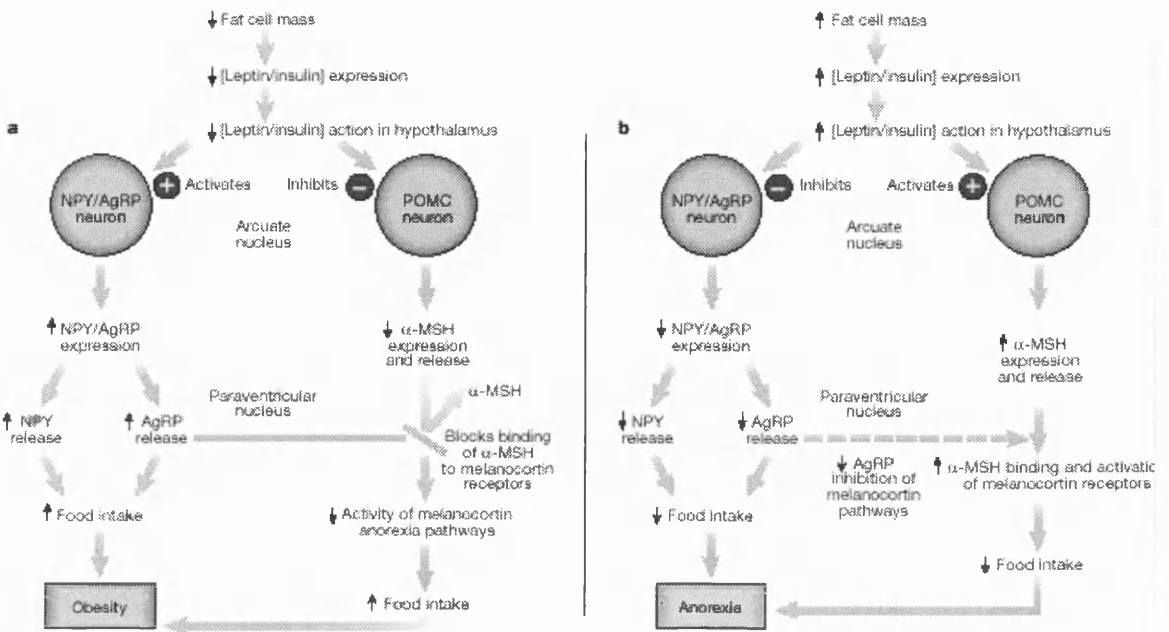 ↓ Fat cell mass
↓ [Leptin/insulin] expression
a
↓ [Leptin/insulin] action in hypothalamus
NPY/AgRP
neuron
+ Activates
Inhibits −
POMC
neuron
Arcuate
nucleus
↑ NPY/AgRP
expression
↓ α-MSH
expression
and release
α-MSH
↑ NPY
release
↑ AgRP
release
Paraventricular
nucleus
Blocks binding
of α-MSH
to melanocortin
receptors
↑ Food intake
↓ Activity of melanocortin
anorexia pathways
Obesity
↑ Food intake
↑ Fat cell mass
↑ [Leptin/insulin] expression
b
↑ [Leptin/insulin] action in hypothalamus
NPY/AgRP
neuron
− Inhibits
Activates +
POMC
neuron
Arcuate
nucleus
↓ NPY/AgRP
expression
↑ α-MSH
expression
and release
↓ NPY
release
↓ AgRP
release
Paraventricular
nucleus
↓ AgRP
inhibition of
melanocortin
pathways
↑ α-MSH binding and activatic
of melanocortin receptors
↓ Food intake
↓ Food intake
Anorexia